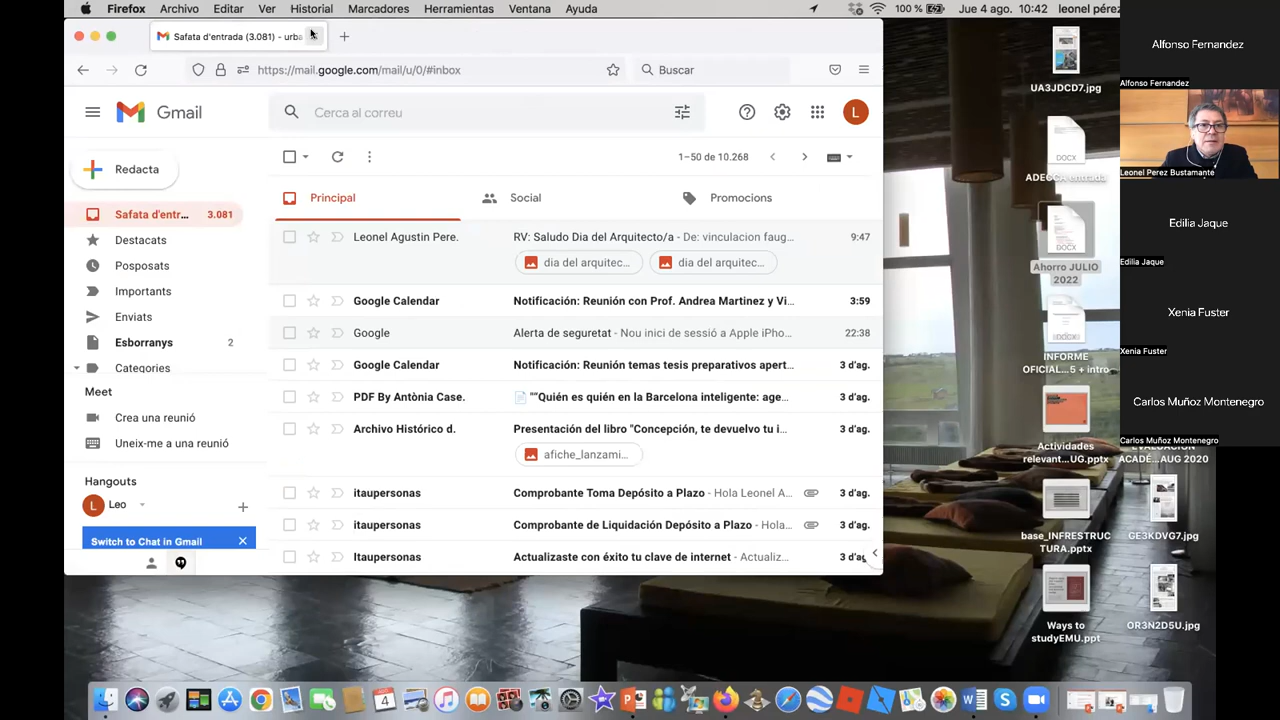 Firefox Archivo Editar Ver Historial Marcadores Herramientas Ventana Ayuda 100 % Jue 4 ago. 10:42 leonel pérez
Safata d'entrada (3.081) - urba
https://mail.google.com/mail/u/0/#inbox
Buscar
Gmail
Cerca al correu
L
Redacta
1–50 de 10.268
Principal
Social
Promocions
Safata d'entr... 3.081
Destacats
Posposats
Importants
Enviats
Esborranys 2
Categories
Meet
Crea una reunió
Uneix-me a una reunió
Hangouts
L Leo
Switch to Chat in Gmail
Leonel Agustin Pere. RV: Saludo Dia del Arquitecto/a - De: vinculacion faug... 9:47
dia del arquitec... dia del arquitec...
Google Calendar Notificación: Reunión con Prof. Andrea Martinez y Vi... 3:59
Alerta de seguretat - Nou inici de sessió a Apple iPho... 22:38
Google Calendar Notificación: Reunión temas tesis preparativos apert... 3 d'ag.
PDF By Antònia Case. ""Quién es quién en la Barcelona inteligente: age... 3 d'ag.
Archivo Histórico d. Presentación del libro "Concepción, te devuelvo tu i... 3 d'ag.
afiche_lanzami...
itaupersonas Comprobante Toma Depósito a Plazo - Hola Leonel A... 3 d'ag.
itaupersonas Comprobante de Liquidación Depósito a Plazo - Hola... 3 d'ag.
itaupersonas Actualizaste con éxito tu clave de internet - Actualiz... 3 d'ag.
UA3JDCD7.jpg
DOCX
ADECCA entrada
DOCX
Ahorro JULIO
2022
DOCX
INFORME
OFICIAL...5 + intro
Actividades
relevant...UG.pptx
EVALUACIÓN
ACADÉ...AUG 2020
base_INFRESTRUC
TURA.pptx
GE3KDVG7.jpg
Ways to
studyEMU.ppt
OR3N2D5U.jpg
Alfonso Fernandez
Alfonso Fernandez
Leonel Perez Bustamante
Edilia Jaque
Edilia Jaque
Xenia Fuster
Xenia Fuster
Carlos Muñoz Montenegro
Carlos Muñoz Montenegro